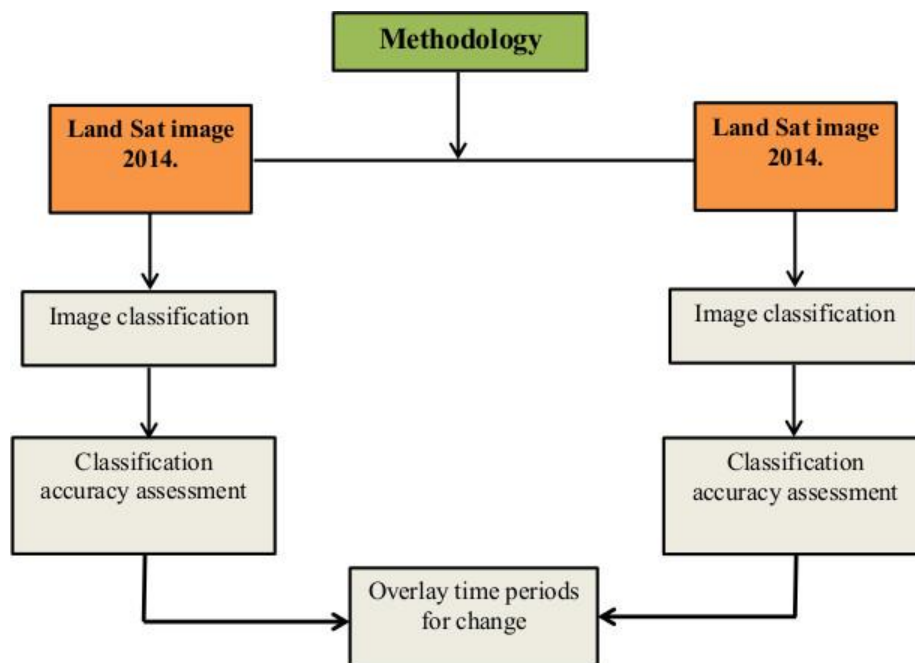 Methodology
Land Sat image
2014.
Land Sat image
2014.
Image classification
Image classification
Classification
accuracy assessment
Classification
accuracy assessment
Overlay time periods
for change